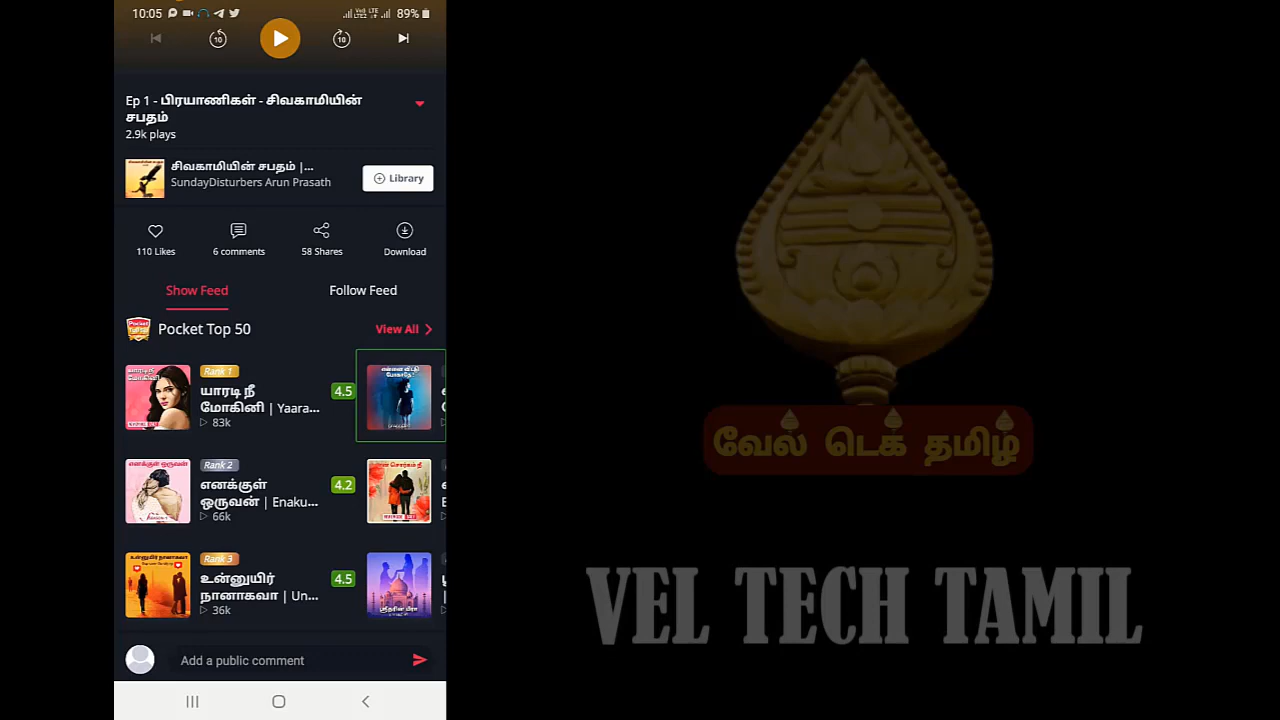 10:05
89%
10
10
Ep 1 - பிரயாணிகள் - சிவகாமியின்
சபதம்
2.9k plays
சிவகாமியின் சபதம் |...
SundayDisturbers Arun Prasath
Library
110 Likes
6 comments
58 Shares
Download
Show Feed
Follow Feed
Pocket Top 50
View All
Rank 1
யாரடி நீ
மோகினி | Yaara...
83k
4.5
Rank 2
எனக்குள்
ஒருவன் | Enaku...
66k
4.2
Rank 3
உன்னுயிர்
நானாகவா | Un...
36k
4.5
Add a public comment
வேல் டெக் தமிழ்
VEL TECH TAMIL